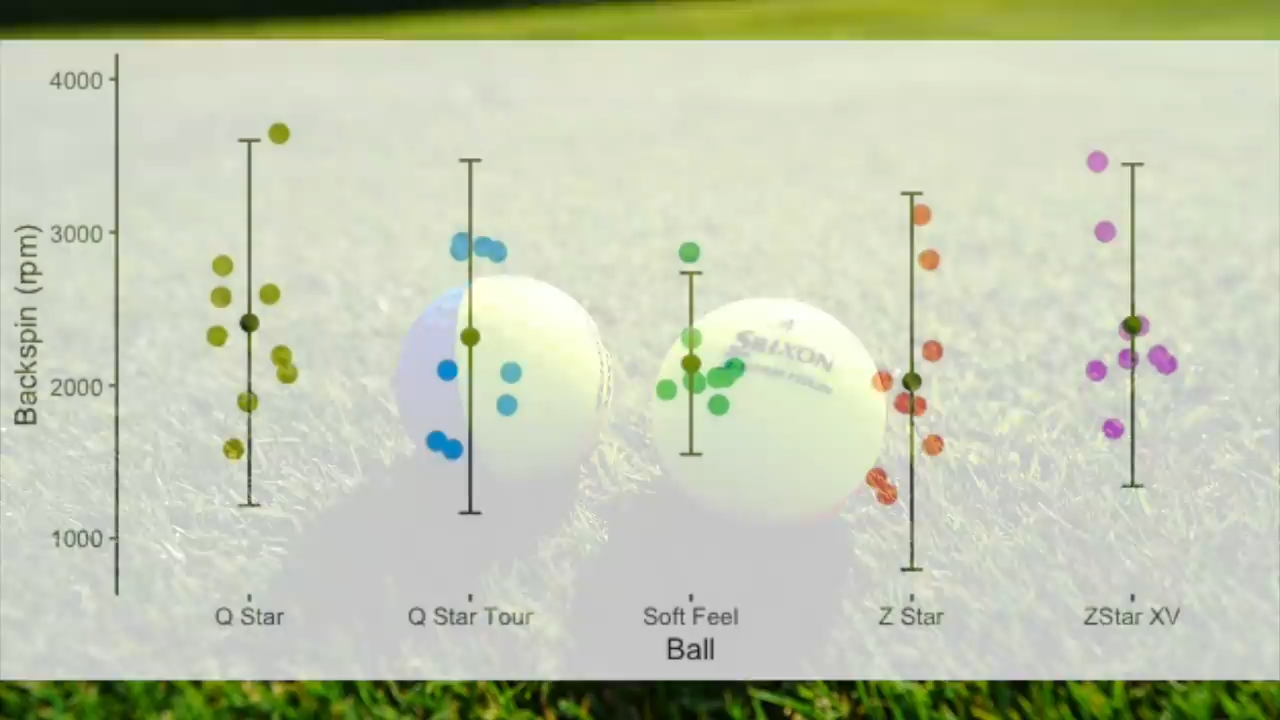 4000
3000
2000
1000
Backspin (rpm)
SRIXON
Q Star
Q Star Tour
Soft Feel
Z Star
ZStar XV
Ball